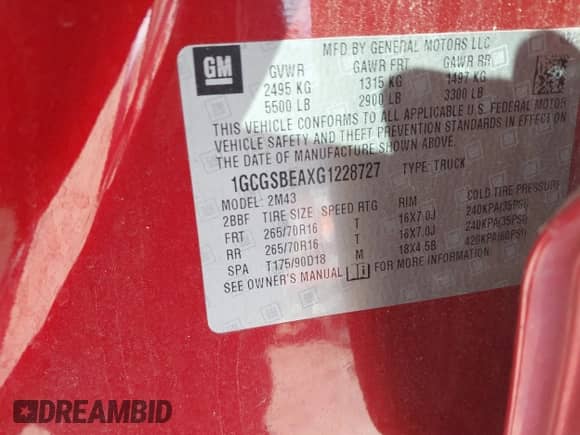 MFD BY GENERAL MOTORS LLC
GM
GVWR GAWR FRT GAWR RR
2495 KG 1315 KG 1497 KG
5500 LB 2900 LB 3300 LB
THIS VEHICLE CONFORMS TO ALL APPLICABLE U.S. FEDERAL MOTOR
VEHICLE SAFETY AND THEFT PREVENTION STANDARDS IN EFFECT ON
THE DATE OF MANUFACTURE SHOWN ABOVE.
1GCGSBEAXG1228727 TYPE: TRUCK
MODEL: 2M43
2BBF TIRE SIZE SPEED RTG RIM COLD TIRE PRESSURE
FRT 265/70R16 T 16X7.0J 240KPA(35PSI)
RR 265/70R16 T 16X7.0J 240KPA(35PSI)
SPA T175/90D18 M 18X4.5B 420KPA(60PSI)
SEE OWNER'S MANUAL FOR MORE INFORMATION
DREAMBID